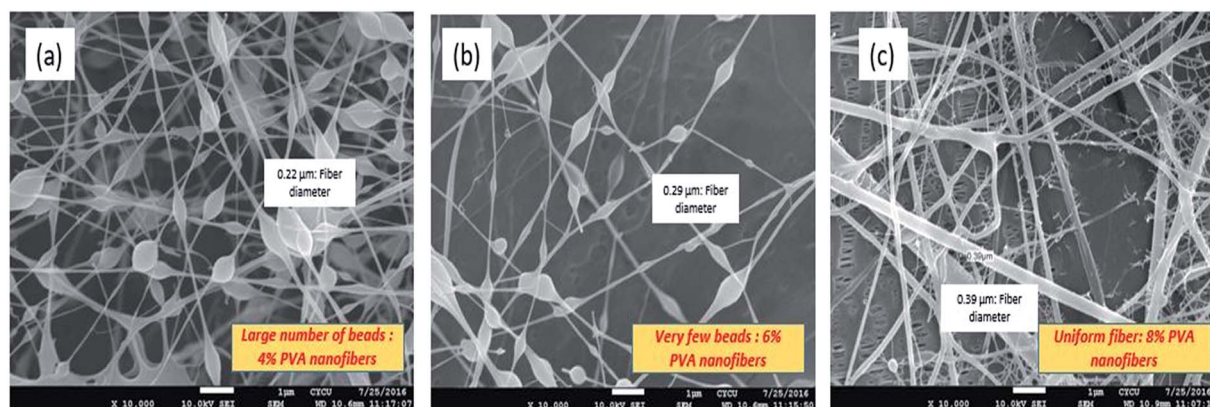 (a)
0.22 µm: Fiber
diameter
Large number of beads :
4% PVA nanofibers
1µm CYCU 7/25/2016
X 10,000 10.0kV SEI SEM WD 10.6mm 11:17:07
(b)
0.29 µm: Fiber
diameter
Very few beads : 6%
PVA nanofibers
1µm CYCU 7/25/2016
X 10,000 10.0kV SEI SEM WD 10.6mm 11:15:50
(c)
0.39µm
0.39 µm: Fiber
diameter
Uniform fiber: 8% PVA
nanofibers
1µm CYCU 7/25/2016
X 10,000 10.0kV SEI SEM WD 10.9mm